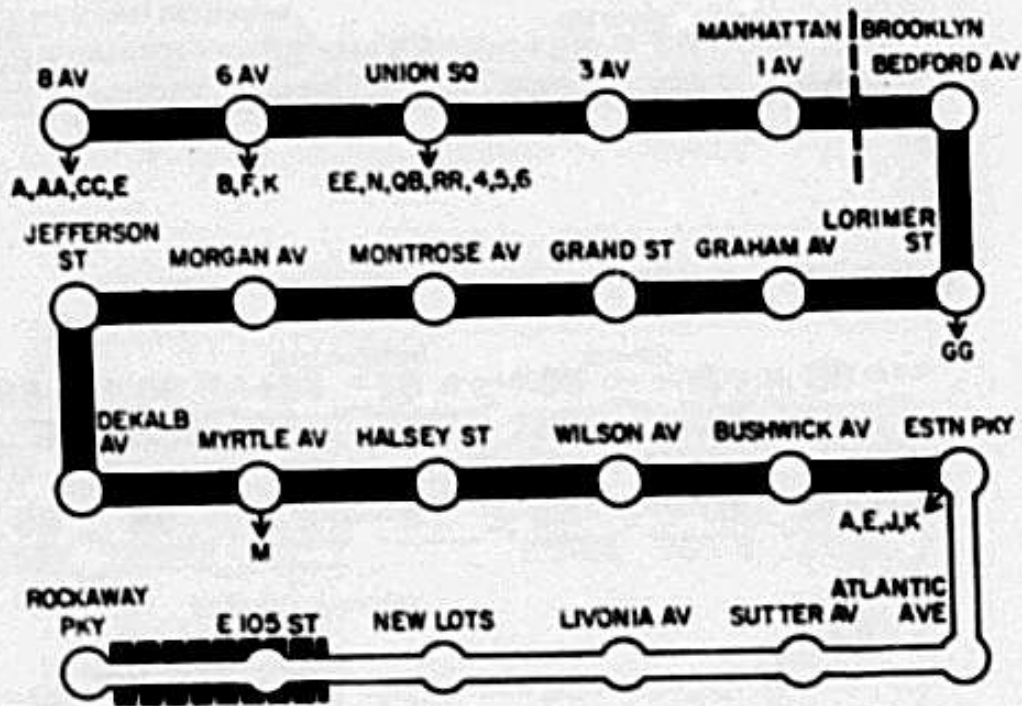 MANHATTAN BROOKLYN
8 AV 6 AV UNION SQ 3 AV 1 AV BEDFORD AV
A,AA,CC,E B,F,K EE,N,QB,RR,4,5,6
JEFFERSON
ST
MORGAN AV MONTROSE AV GRAND ST GRAHAM AV
LORIMER
ST
GG
DEKALB
AV
MYRTLE AV HALSEY ST WILSON AV BUSHWICK AV ESTN PKY
M
A,E,J,K
ROCKAWAY
PKY
E 105 ST NEW LOTS LIVONIA AV SUTTER AV
ATLANTIC
AVE